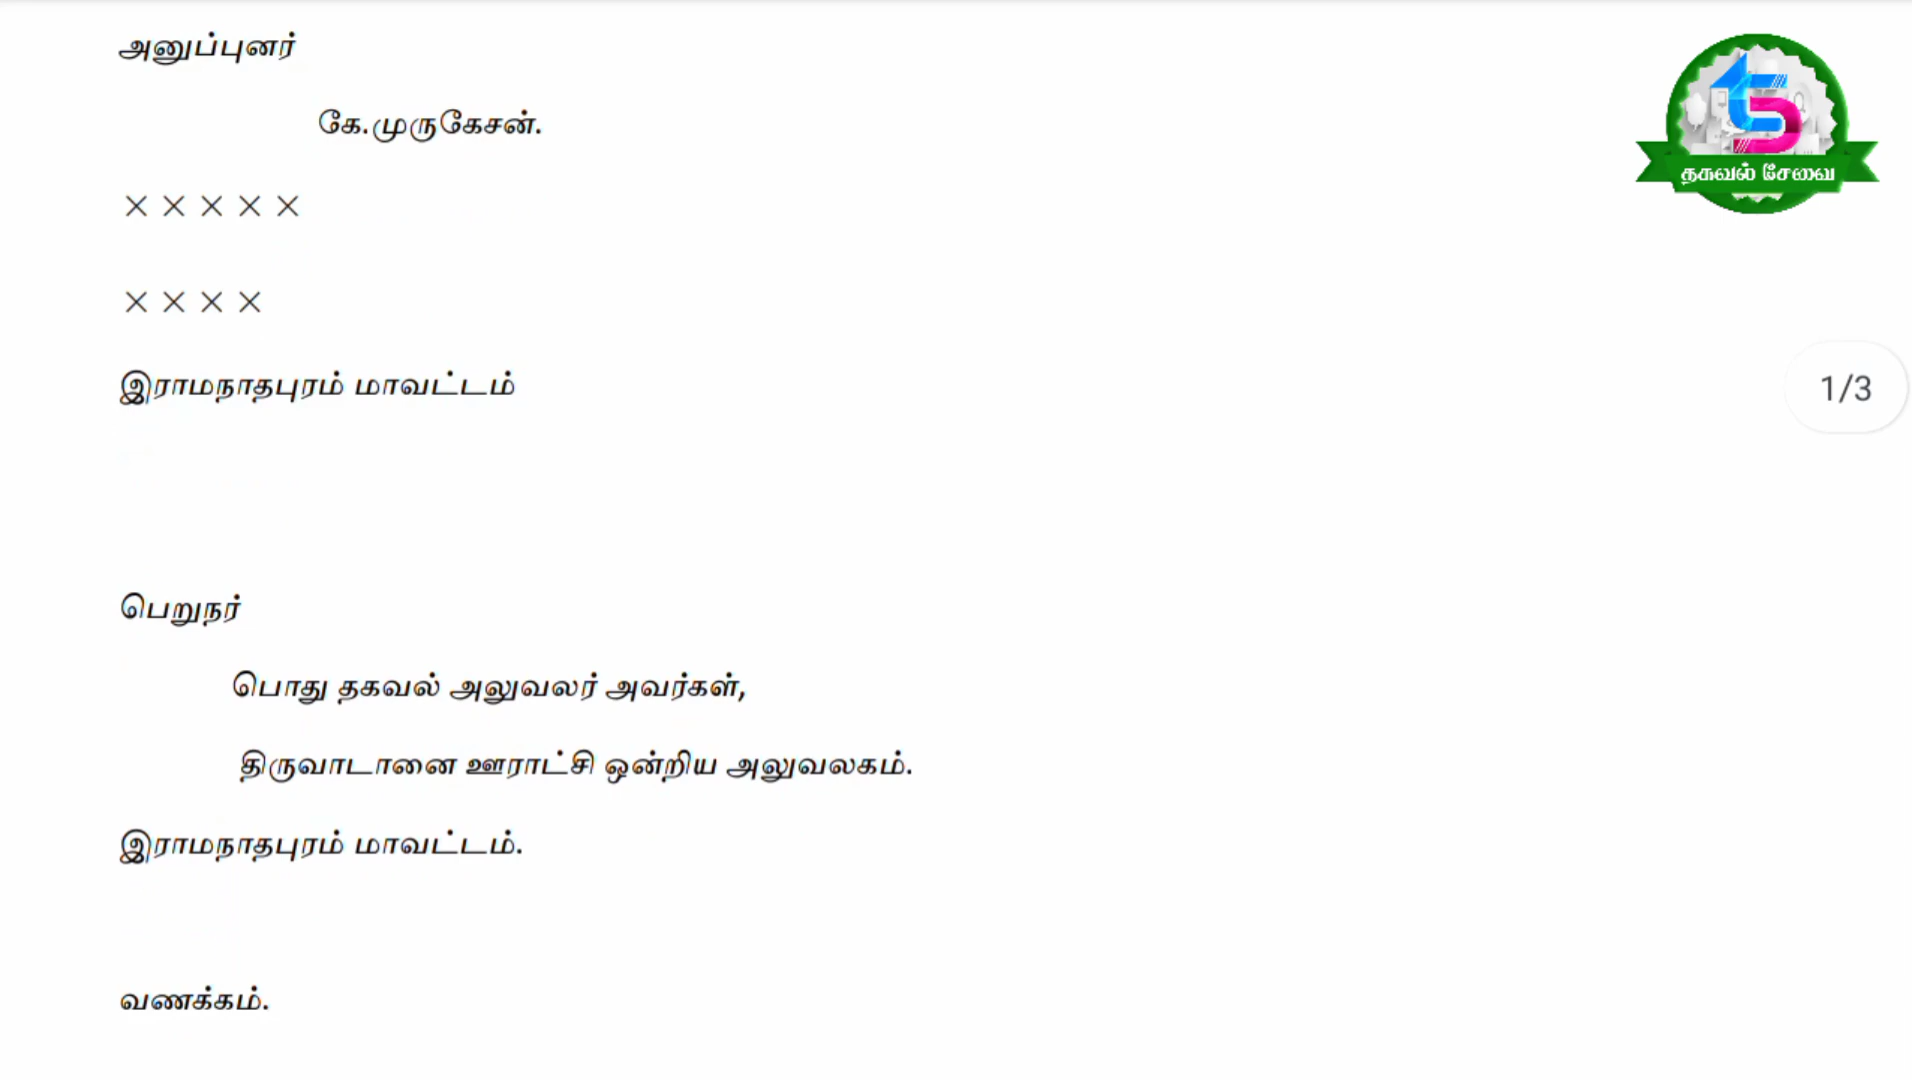 அனுப்புனர்
கே.முருகேசன்.
×××××
××××
இராமநாதபுரம் மாவட்டம்
பெறுநர்
பொது தகவல் அலுவலர் அவர்கள்,
திருவாடானை ஊராட்சி ஒன்றிய அலுவலகம்.
இராமநாதபுரம் மாவட்டம்.
வணக்கம்.
தகவல் சேவை
1/3